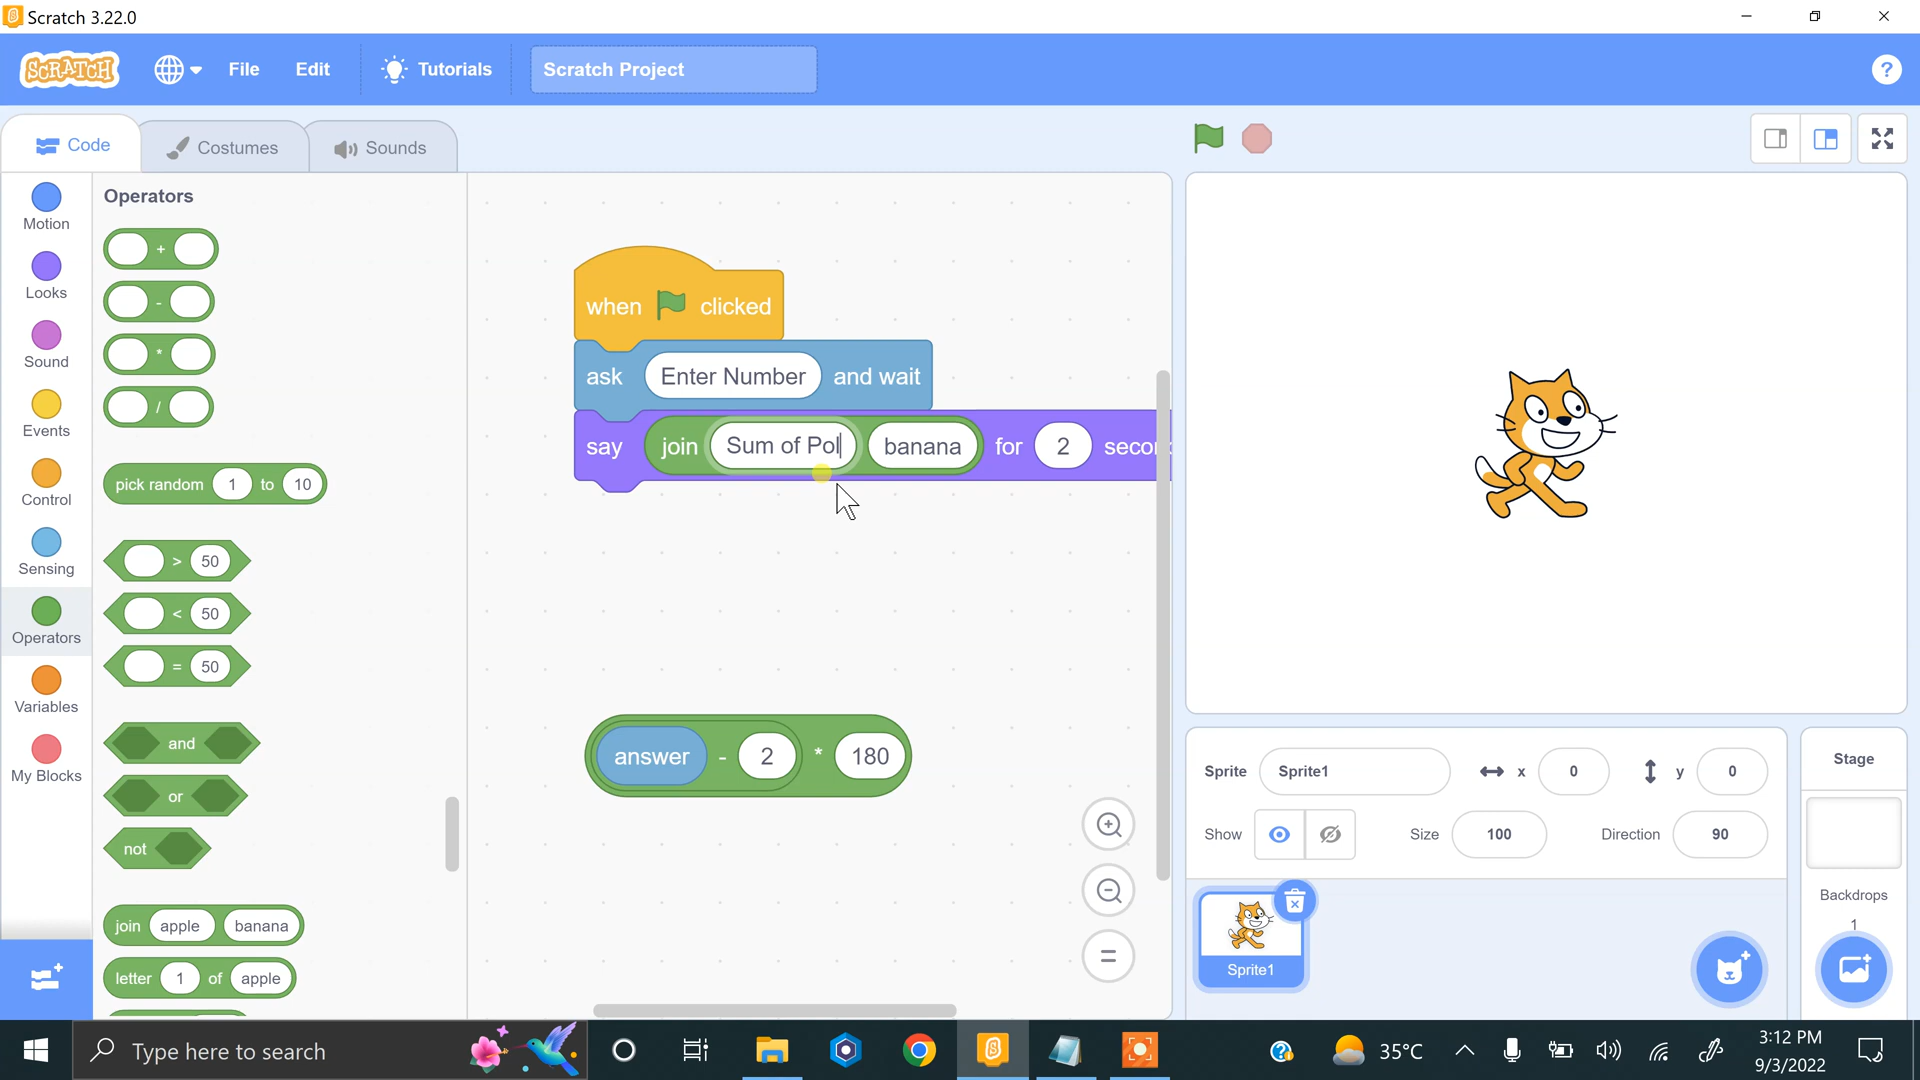 Scratch 3.22.0
SCRATCH File Edit Tutorials Scratch Project ?
Code Costumes Sounds
Motion
Looks
Sound
Events
Control
Sensing
Operators
Variables
My Blocks
Operators
+
-
*
/
pick random 1 to 10
> 50
< 50
= 50
and
or
not
join apple banana
letter 1 of apple
when clicked
ask Enter Number and wait
say join Sum of Pol banana for 2 secon
answer - 2 * 180
Sprite Sprite1 x 0 y 0
Show Size 100 Direction 90
Sprite1
Stage
Backdrops
1
Type here to search
35°C
3:12 PM
9/3/2022